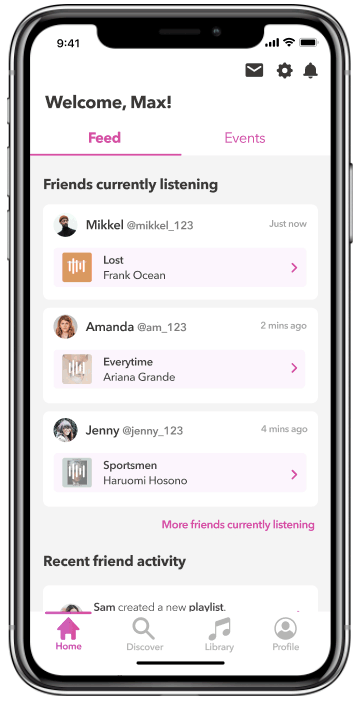 9:41
Welcome, Max!
Feed
Events
Friends currently listening
Mikkel @mikkel_123
Just now
Lost
Frank Ocean
Amanda @am_123
2 mins ago
Everytime
Ariana Grande
Jenny @jenny_123
4 mins ago
Sportsmen
Haruomi Hosono
More friends currently listening
Recent friend activity
Sam created a new playlist.
Home
Discover
Library
Profile